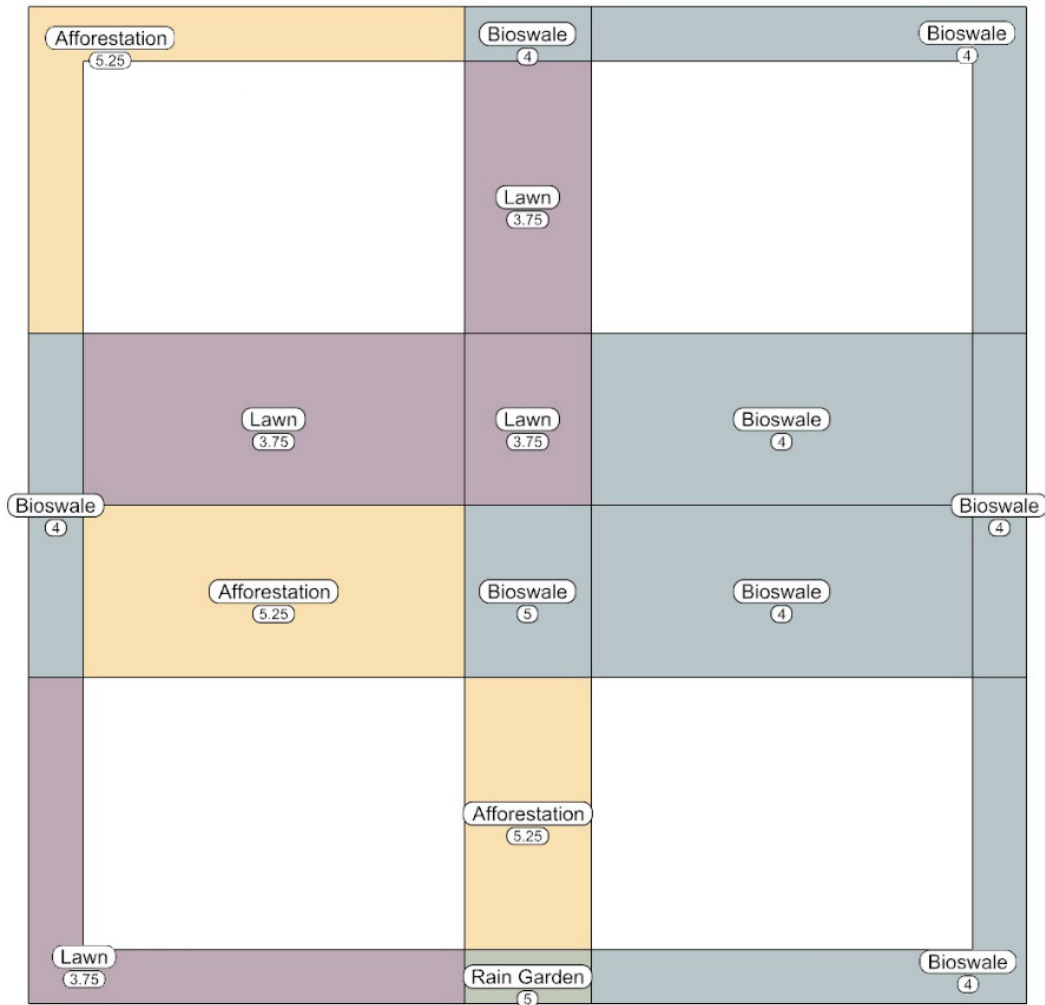 Afforestation
5.25
Bioswale
4
Bioswale
4
Lawn
3.75
Lawn
3.75
Lawn
3.75
Bioswale
4
Bioswale
4
Bioswale
4
Afforestation
5.25
Bioswale
5
Bioswale
4
Afforestation
5.25
Lawn
3.75
Rain Garden
5
Bioswale
4